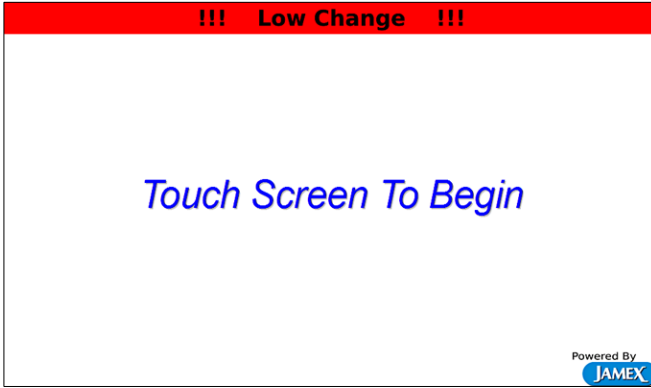 !!! Low Change !!!
Touch Screen To Begin
Powered By
JAMEX